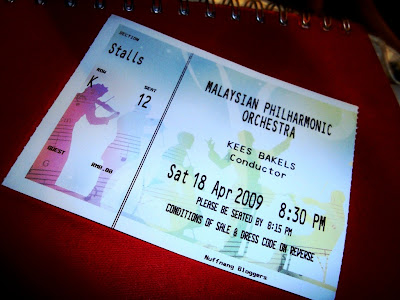 SECTION
Stalls
ROW SEAT
K 12
GUEST RM0.00
MALAYSIAN PHILHARMONIC
ORCHESTRA
KEES BAKELS
Conductor
Sat 18 Apr 2009 8:30 PM
PLEASE BE SEATED BY 8:15 PM
CONDITIONS OF SALE & DRESS CODE ON REVERSE
Nuffnang Bloggers